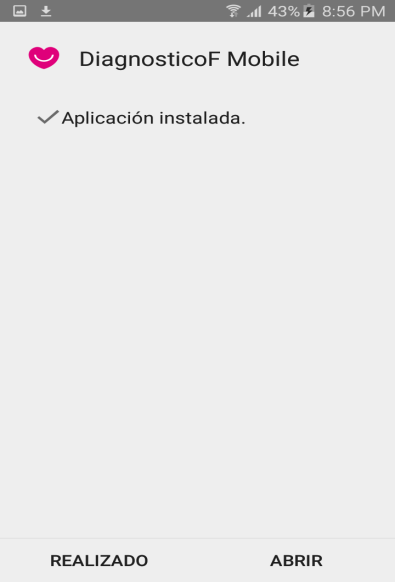 43% 8:56 PM
DiagnosticoF Mobile
Aplicación instalada.
REALIZADO ABRIR